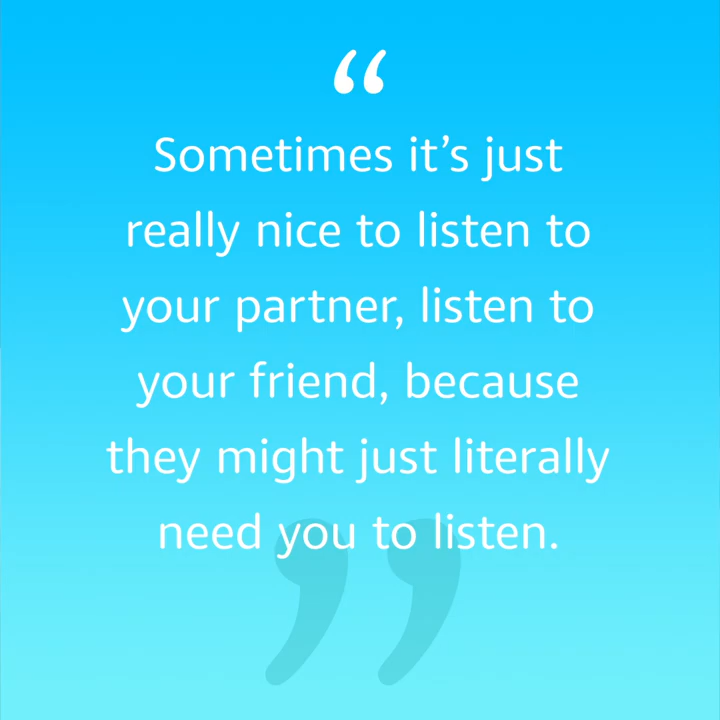 “
Sometimes it’s just
really nice to listen to
your partner, listen to
your friend, because
they might just literally
need you to listen.
”